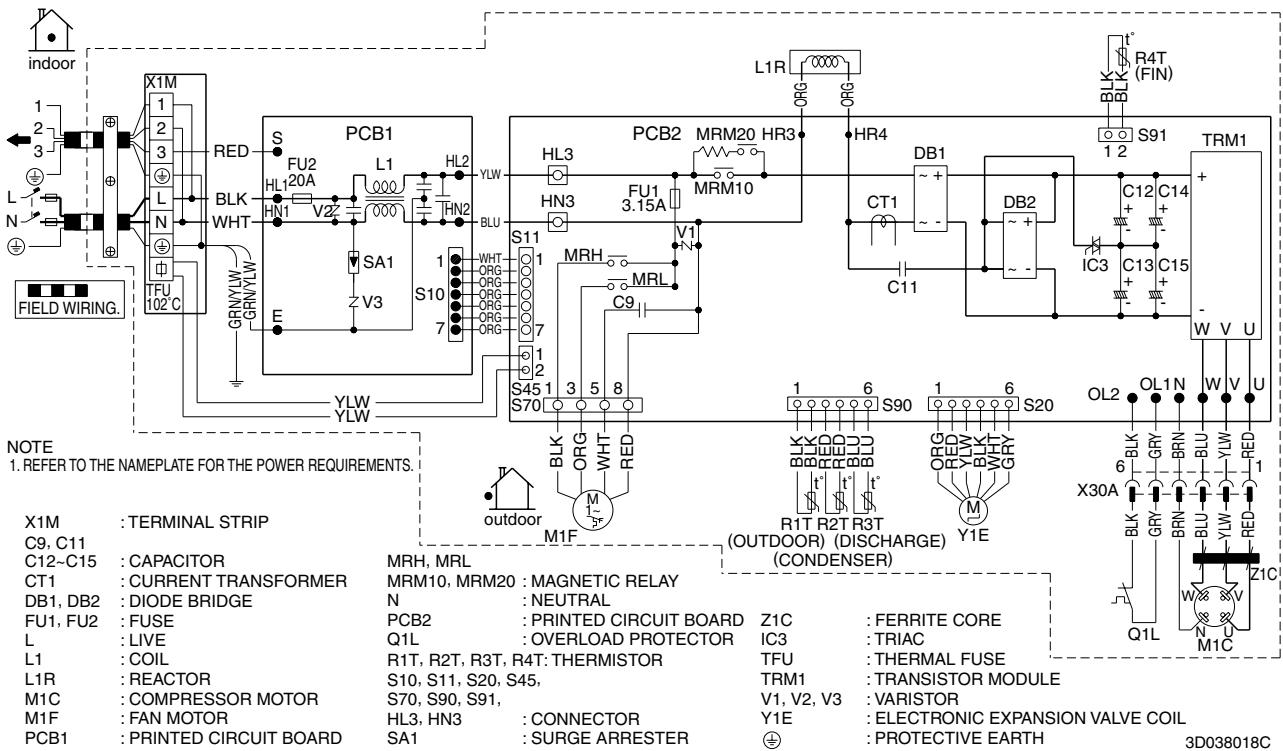 indoor
X1M
1
2
3
L
N
1
2
3
L
N
TFU
102°C
FIELD WIRING.
RED
BLK
WHT
GRN/YLW
GRN/YLW
PCB1
S
HL1
HN1
FU2
20A
V2
L1
HL2
HN2
SA1
V3
E
1
S10
7
YLW
BLU
WHT
ORG
ORG
ORG
ORG
ORG
ORG
S11
1
7
1
2
S45
S70
YLW
YLW
PCB2
HL3
HN3
MRM20
MRM10
FU1
3.15A
V1
MRH
MRL
C9
1 3 5 8
BLK
ORG
WHT
RED
M
1~
M1F
outdoor
L1R
ORG
ORG
HR3
HR4
CT1
C11
DB1
~ +
~ -
DB2
~ +
~ -
IC3
C12
C14
C13
C15
+
+
+
+
t°
R4T
(FIN)
BLK
BLK
S91
1 2
TRM1
+
-
W V U
1 6
S90
BLK
BLK
RED
RED
BLU
BLU
t° t° t°
R1T R2T R3T
(OUTDOOR) (DISCHARGE)
(CONDENSER)
1 6
S20
ORG
RED
YLW
BLK
WHT
GRY
M
Y1E
OL2 OL1 N W V U
BLK
GRY
BRN
BLU
YLW
RED
6 1
X30A
BLK
GRY
BRN
BLU
YLW
RED
Z1C
W V
N U
Q1L
M1C
NOTE
1. REFER TO THE NAMEPLATE FOR THE POWER REQUIREMENTS.
X1M : TERMINAL STRIP
C9, C11
C12~C15 : CAPACITOR
CT1 : CURRENT TRANSFORMER
DB1, DB2 : DIODE BRIDGE
FU1, FU2 : FUSE
L : LIVE
L1 : COIL
L1R : REACTOR
M1C : COMPRESSOR MOTOR
M1F : FAN MOTOR
PCB1 : PRINTED CIRCUIT BOARD
MRH, MRL
MRM10, MRM20 : MAGNETIC RELAY
N : NEUTRAL
PCB2 : PRINTED CIRCUIT BOARD
Q1L : OVERLOAD PROTECTOR
R1T, R2T, R3T, R4T: THERMISTOR
S10, S11, S20, S45,
S70, S90, S91,
HL3, HN3 : CONNECTOR
SA1 : SURGE ARRESTER
Z1C : FERRITE CORE
IC3 : TRIAC
TFU : THERMAL FUSE
TRM1 : TRANSISTOR MODULE
V1, V2, V3 : VARISTOR
Y1E : ELECTRONIC EXPANSION VALVE COIL
: PROTECTIVE EARTH
3D038018C